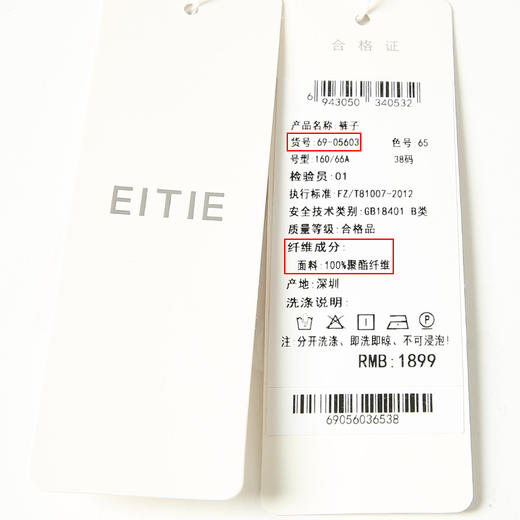 EITIE
合格证
6 943050 340532
产品名称:裤子
货号:69-05603 色号:65
号型:160/66A 38码
检验员:01
执行标准:FZ/T81007-2012
安全技术类别:GB18401 B类
质量等级:合格品
纤维成分:
面料:100%聚酯纤维
产地:深圳
洗涤说明:
注:分开洗涤、即洗即晾、不可浸泡!
RMB:1899
69056036538